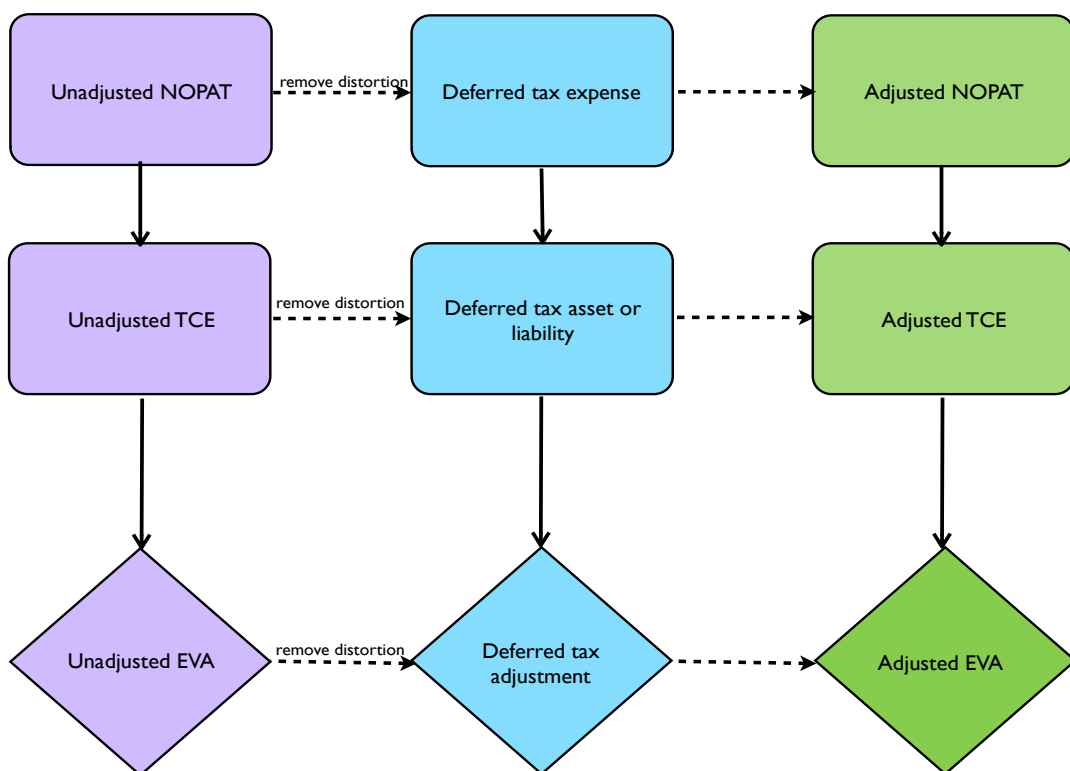 Unadjusted NOPAT
remove distortion
Deferred tax expense
Adjusted NOPAT
Unadjusted TCE
remove distortion
Deferred tax asset or
liability
Adjusted TCE
Unadjusted EVA
remove distortion
Deferred tax
adjustment
Adjusted EVA